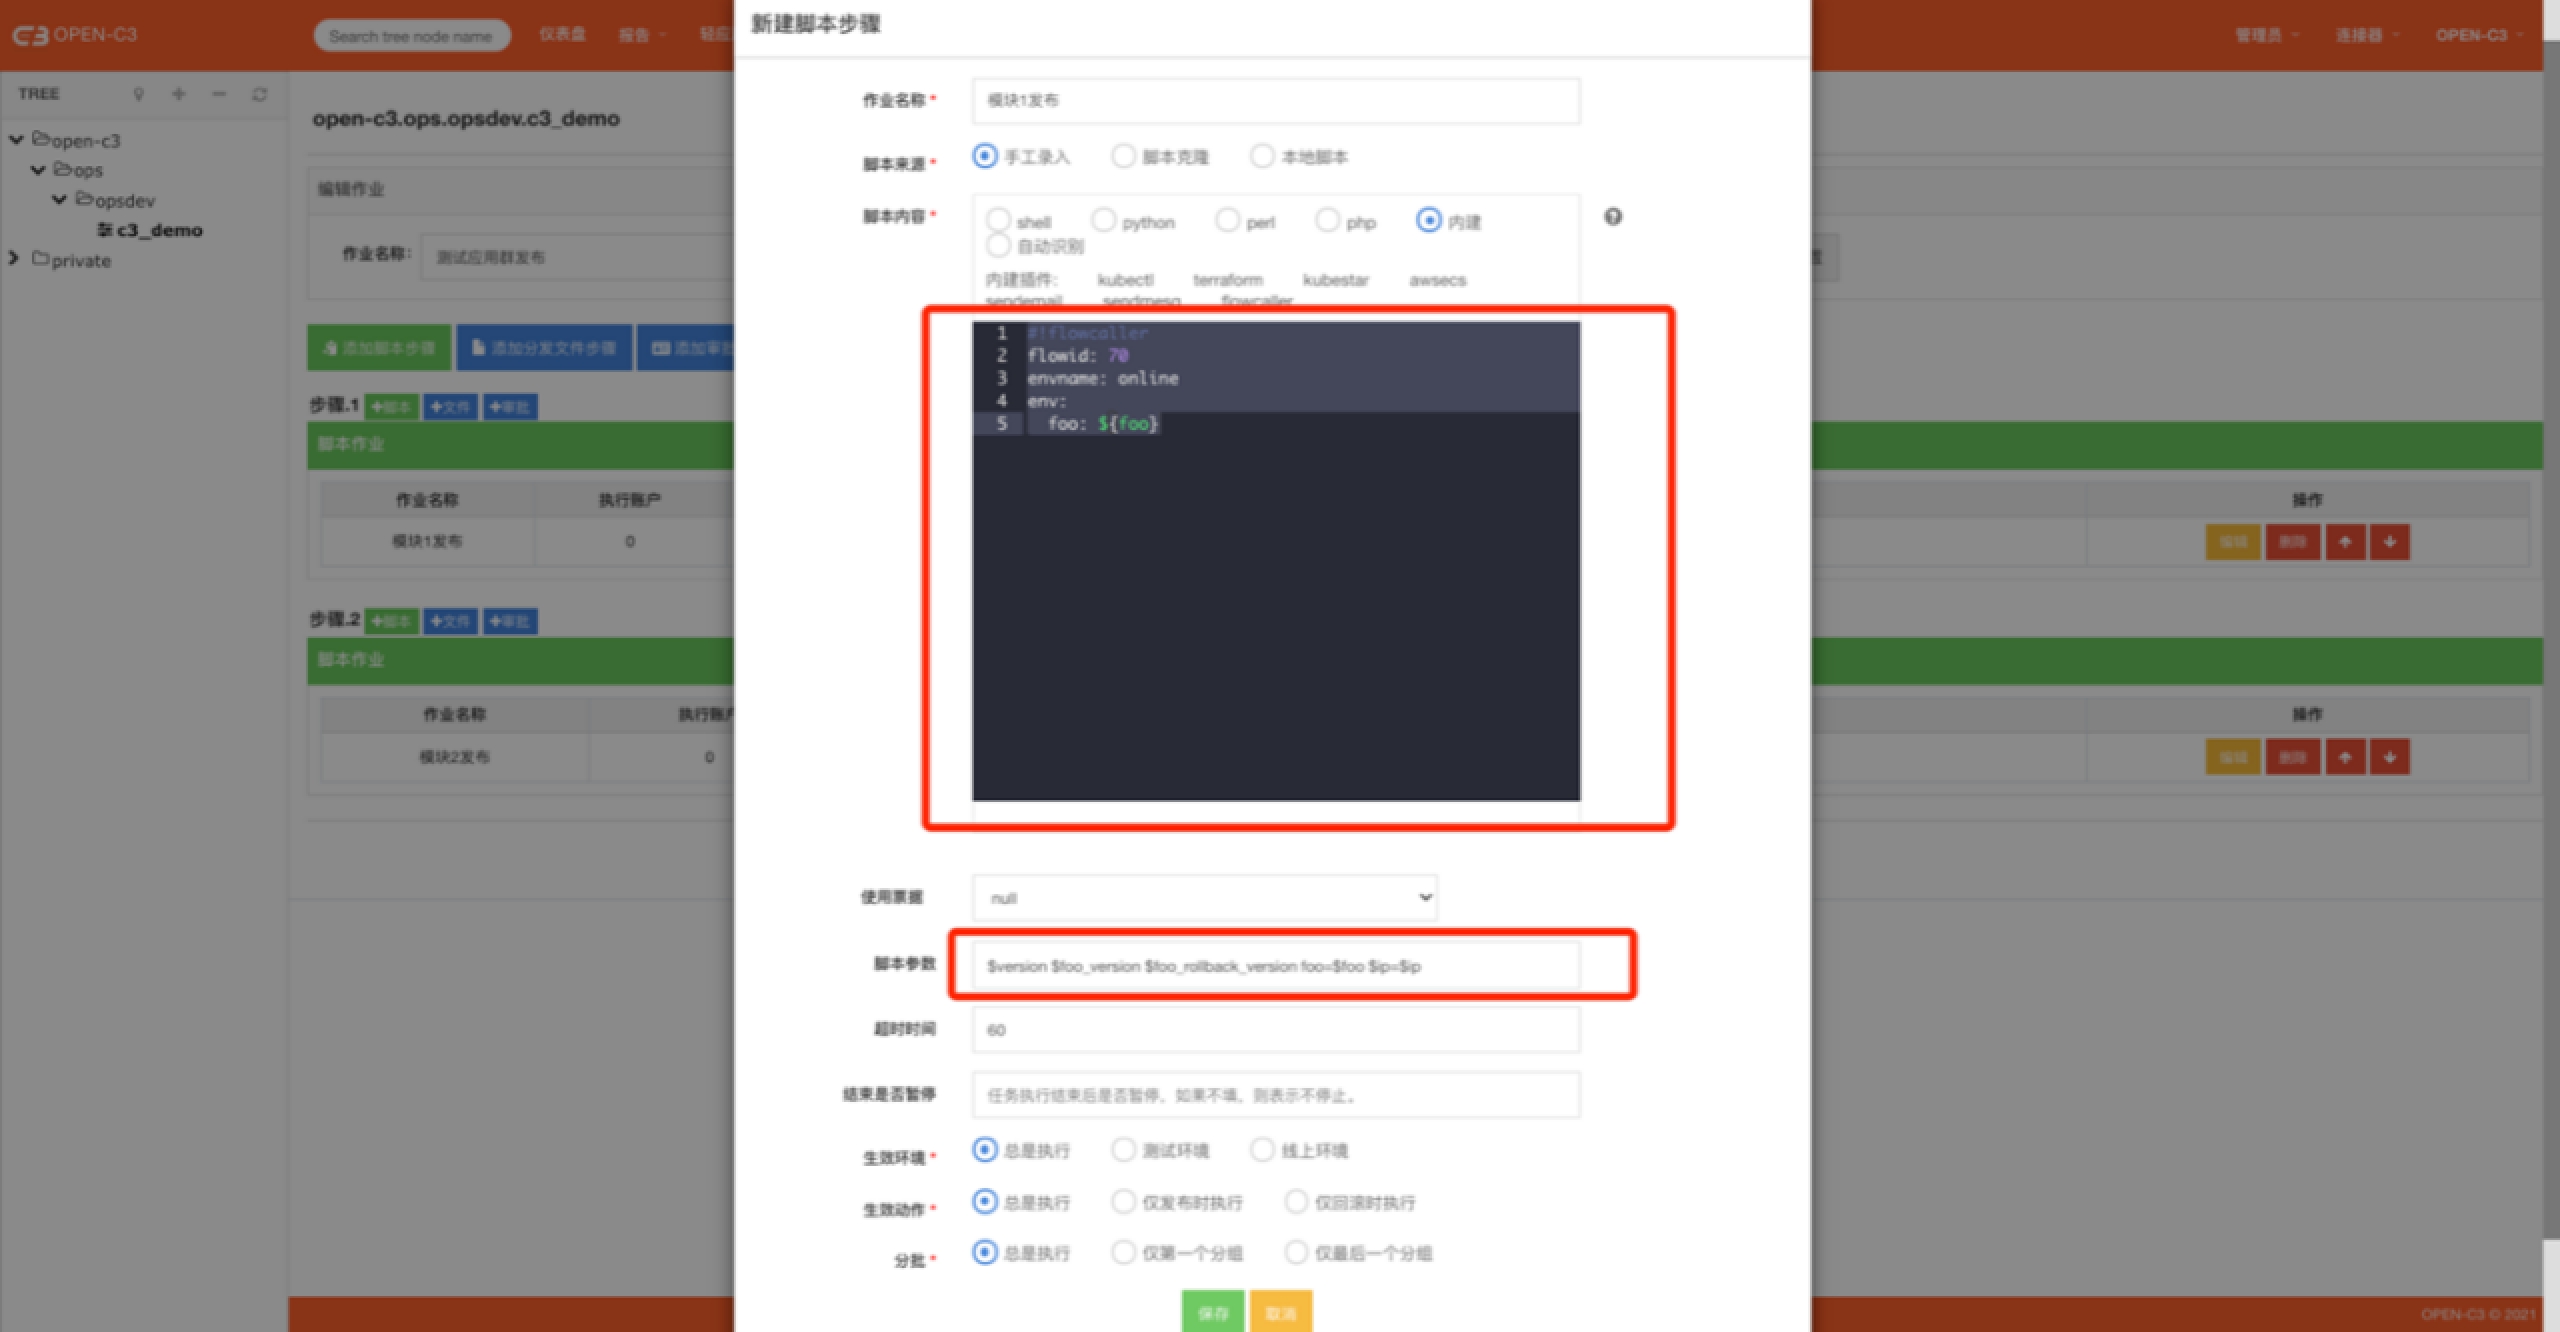 OPEN-C3
Search tree node name
仪表盘
报告
轻应
管理员
连接器
OPEN-C3
TREE
open-c3
ops
opsdev
c3_demo
private
open-c3.ops.opsdev.c3_demo
编辑作业
作业名称:
测试应用群发布
添加脚本步骤
添加分发文件步骤
添加审批
步骤.1
+脚本
+文件
+审批
脚本作业
作业名称
执行账户
操作
模块1发布
0
编辑
删除
步骤.2
+脚本
+文件
+审批
脚本作业
作业名称
执行账户
操作
模块2发布
0
编辑
删除
新建脚本步骤
作业名称*
模块1发布
脚本来源*
手工录入
脚本克隆
本地脚本
脚本内容*
shell
python
perl
php
内建
自动识别
内建插件: kubectl terraform kubestar awsecs
sendemail sendmesg flowcaller
1 #!flowcaller
2 flowid: 70
3 envname: online
4 env:
5 foo: ${foo}
使用票据
null
脚本参数
$version $foo_version $foo_rollback_version foo=$foo $ip=$ip
超时时间
60
结束是否暂停
任务执行结束后是否暂停，如果不填，则表示不停止。
生效环境*
总是执行
测试环境
线上环境
生效动作*
总是执行
仅发布时执行
仅回滚时执行
分批*
总是执行
仅第一个分组
仅最后一个分组
保存
取消
OPEN-C3 © 2021